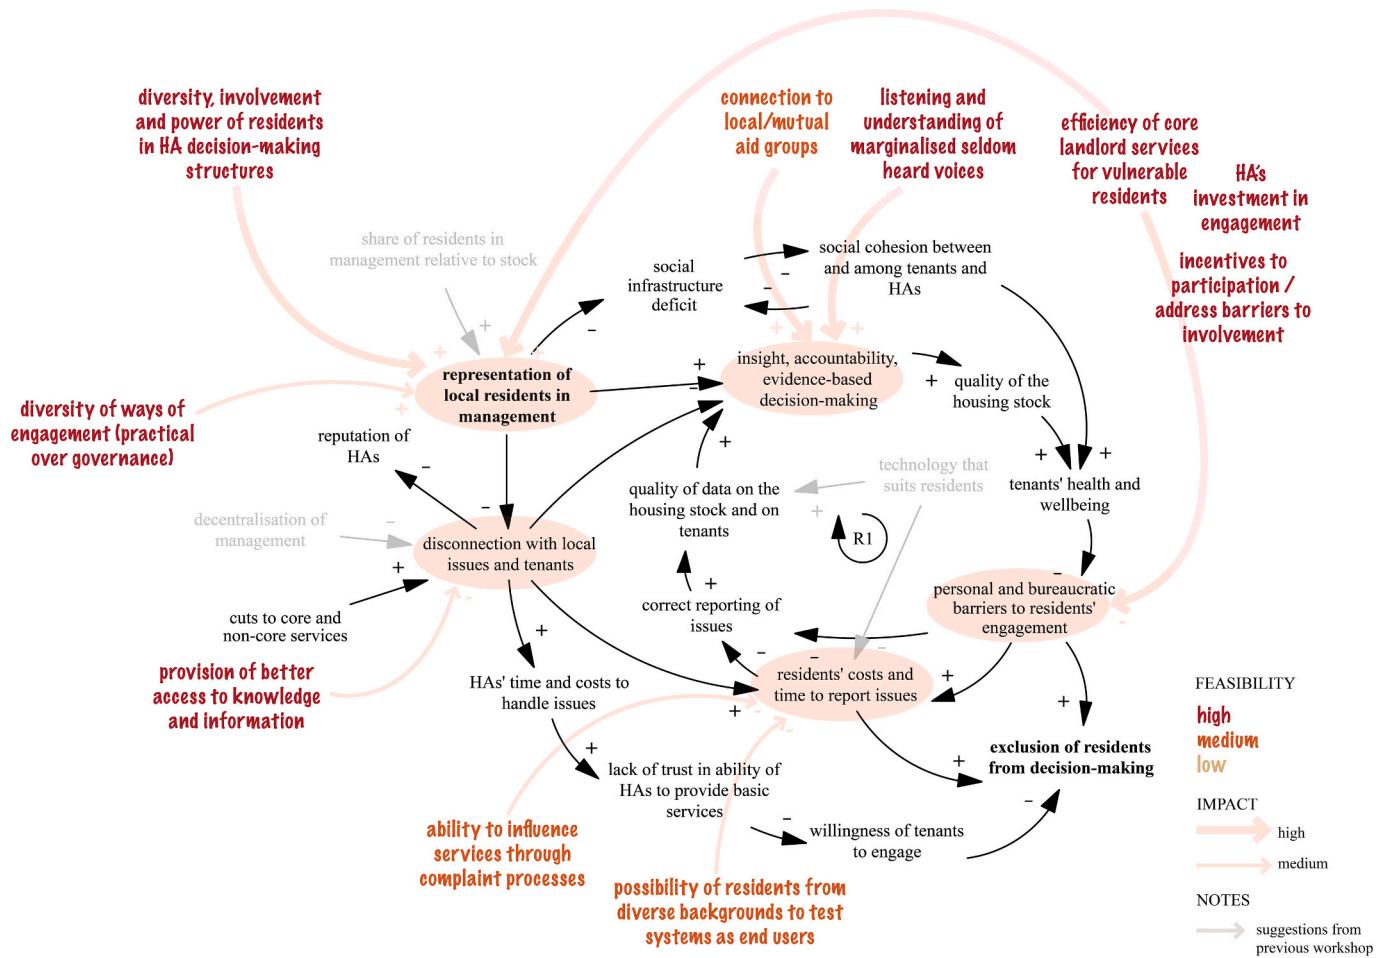 diversity, involvement
and power of residents
in HA decision-making
structures
connection to
local/mutual
aid groups
listening and
understanding of
marginalised seldom
heard voices
efficiency of core
landlord services
for vulnerable
residents
HA's
investment in
engagement
incentives to
participation /
address barriers to
involvement
share of residents in
management relative to stock
+
social
infrastructure
deficit
−
−
−
social cohesion between
and among tenants and
HAs
+
+
+
+
representation of
local residents in
management
+
−
insight, accountability,
evidence-based
decision-making
+
quality of the
housing stock
+
+
tenants' health and
wellbeing
diversity of ways of
engagement (practical
over governance)
+
reputation of
HAs
−
decentralisation of
management
−
−
disconnection with local
issues and tenants
+
cuts to core and
non-core services
-
provision of better
access to knowledge
and information
+
quality of data on the
housing stock and on
tenants
technology that
suits residents
+
R1
+
correct reporting of
issues
−
personal and bureaucratic
barriers to residents'
engagement
-
−
−
−
residents' costs and
time to report issues
+
+
-
-
+
HAs' time and costs to
handle issues
+
lack of trust in ability of
HAs to provide basic
services
−
willingness of tenants
to engage
−
+
+
exclusion of residents
from decision-making
ability to influence
services through
complaint processes
possibility of residents from
diverse backgrounds to test
systems as end users
FEASIBILITY
high
medium
low
IMPACT
high
medium
NOTES
suggestions from
previous workshop